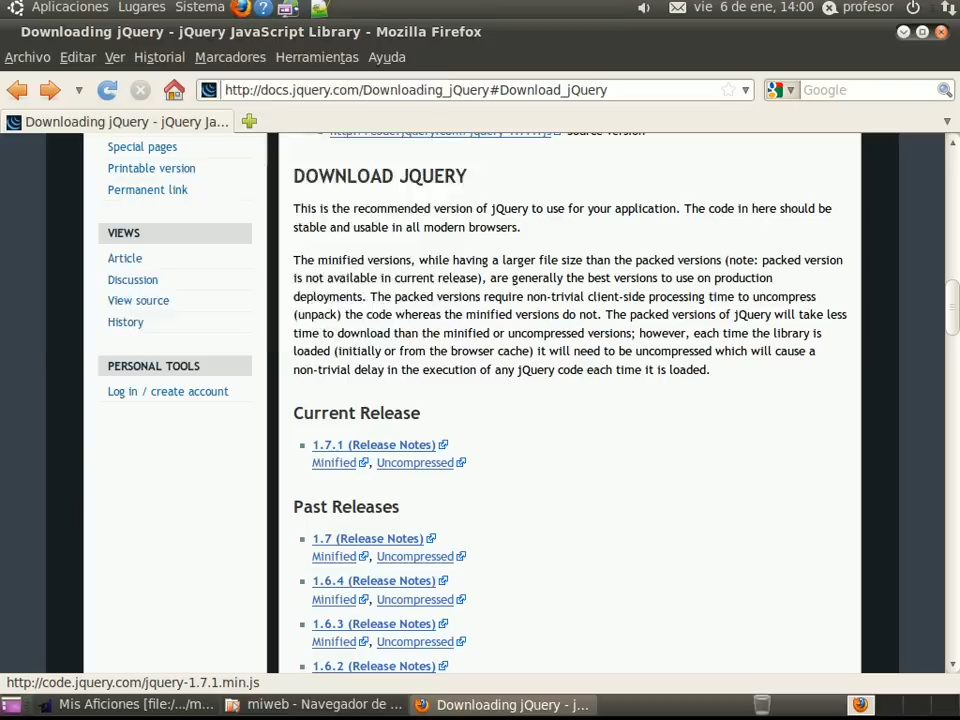 Aplicaciones Lugares Sistema vie 6 de ene, 14:00 profesor
Downloading jQuery - jQuery JavaScript Library - Mozilla Firefox
Archivo Editar Ver Historial Marcadores Herramientas Ayuda
http://docs.jquery.com/Downloading_jQuery#Download_jQuery Google
Downloading jQuery - jQuery Ja...
Special pages
Printable version
Permanent link
VIEWS
Article
Discussion
View source
History
PERSONAL TOOLS
Log in / create account
Source version
DOWNLOAD JQUERY
This is the recommended version of jQuery to use for your application. The code in here should be
stable and usable in all modern browsers.
The minified versions, while having a larger file size than the packed versions (note: packed version
is not available in current release), are generally the best versions to use on production
deployments. The packed versions require non-trivial client-side processing time to uncompress
(unpack) the code whereas the minified versions do not. The packed versions of jQuery will take less
time to download than the minified or uncompressed versions; however, each time the library is
loaded (initially or from the browser cache) it will need to be uncompressed which will cause a
non-trivial delay in the execution of any jQuery code each time it is loaded.
Current Release
1.7.1 (Release Notes)
Minified, Uncompressed
Past Releases
1.7 (Release Notes)
Minified, Uncompressed
1.6.4 (Release Notes)
Minified, Uncompressed
1.6.3 (Release Notes)
Minified, Uncompressed
1.6.2 (Release Notes)
http://code.jquery.com/jquery-1.7.1.min.js
Mis Aficiones [file:/.../m... miweb - Navegador de ... Downloading jQuery - j...